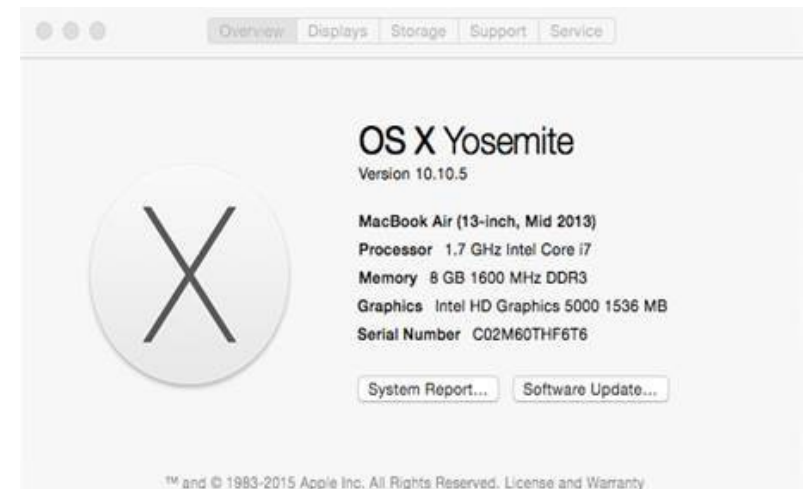 Overview Displays Storage Support Service
OS X Yosemite
Version 10.10.5
MacBook Air (13-inch, Mid 2013)
Processor 1.7 GHz Intel Core i7
Memory 8 GB 1600 MHz DDR3
Graphics Intel HD Graphics 5000 1536 MB
Serial Number C02M60THF6T6
System Report... Software Update...
™ and © 1983-2015 Apple Inc. All Rights Reserved. License and Warranty